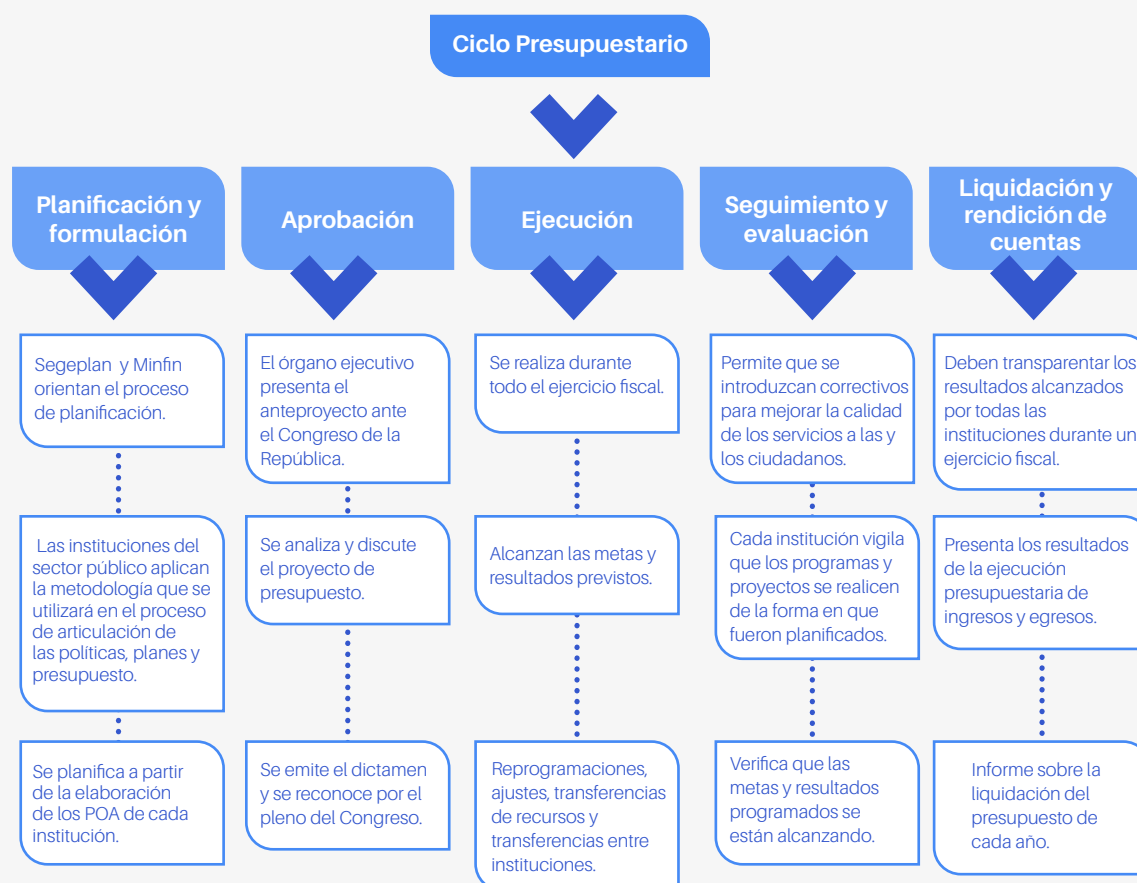 Ciclo Presupuestario
Planificación y
formulación
Segeplan y Minfin
orientan el proceso
de planificación.
Las instituciones del
sector público aplican
la metodología que se
utilizará en el proceso
de articulación de
las políticas, planes y
presupuesto.
Se planifica a partir
de la elaboración
de los POA de cada
institución.
Aprobación
El órgano ejecutivo
presenta el
anteproyecto ante
el Congreso de la
República.
Se analiza y discute
el proyecto de
presupuesto.
Se emite el dictamen
y se reconoce por el
pleno del Congreso.
Ejecución
Se realiza durante
todo el ejercicio fiscal.
Alcanzan las metas y
resultados previstos.
Reprogramaciones,
ajustes, transferencias
de recursos y
transferencias entre
instituciones.
Seguimiento y
evaluación
Permite que se
introduzcan correctivos
para mejorar la calidad
de los servicios a las y
los ciudadanos.
Cada institución vigila
que los programas y
proyectos se realicen
de la forma en que
fueron planificados.
Verifica que las
metas y resultados
programados se
están alcanzando.
Liquidación y
rendición de
cuentas
Deben transparentar los
resultados alcanzados
por todas las
instituciones durante un
ejercicio fiscal.
Presenta los resultados
de la ejecución
presupuestaria de
ingresos y egresos.
Informe sobre la
liquidación del
presupuesto de
cada año.